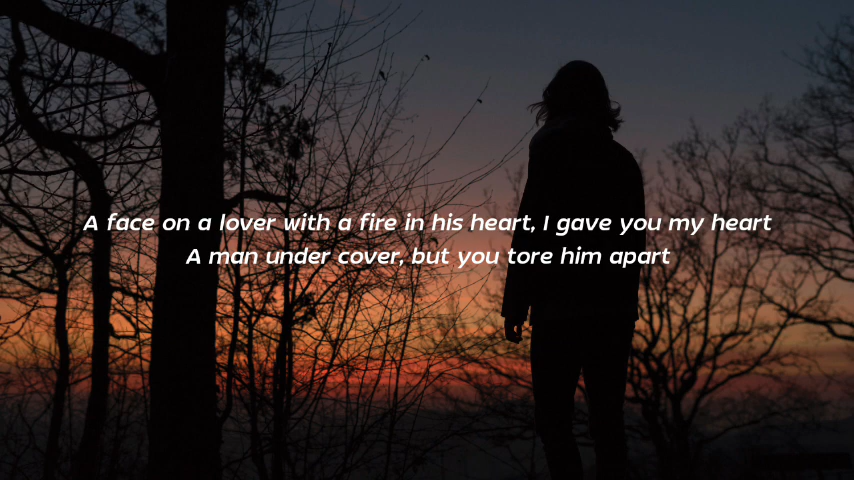 A face on a lover with a fire in his heart, I gave you my heart
A man under cover, but you tore him apart